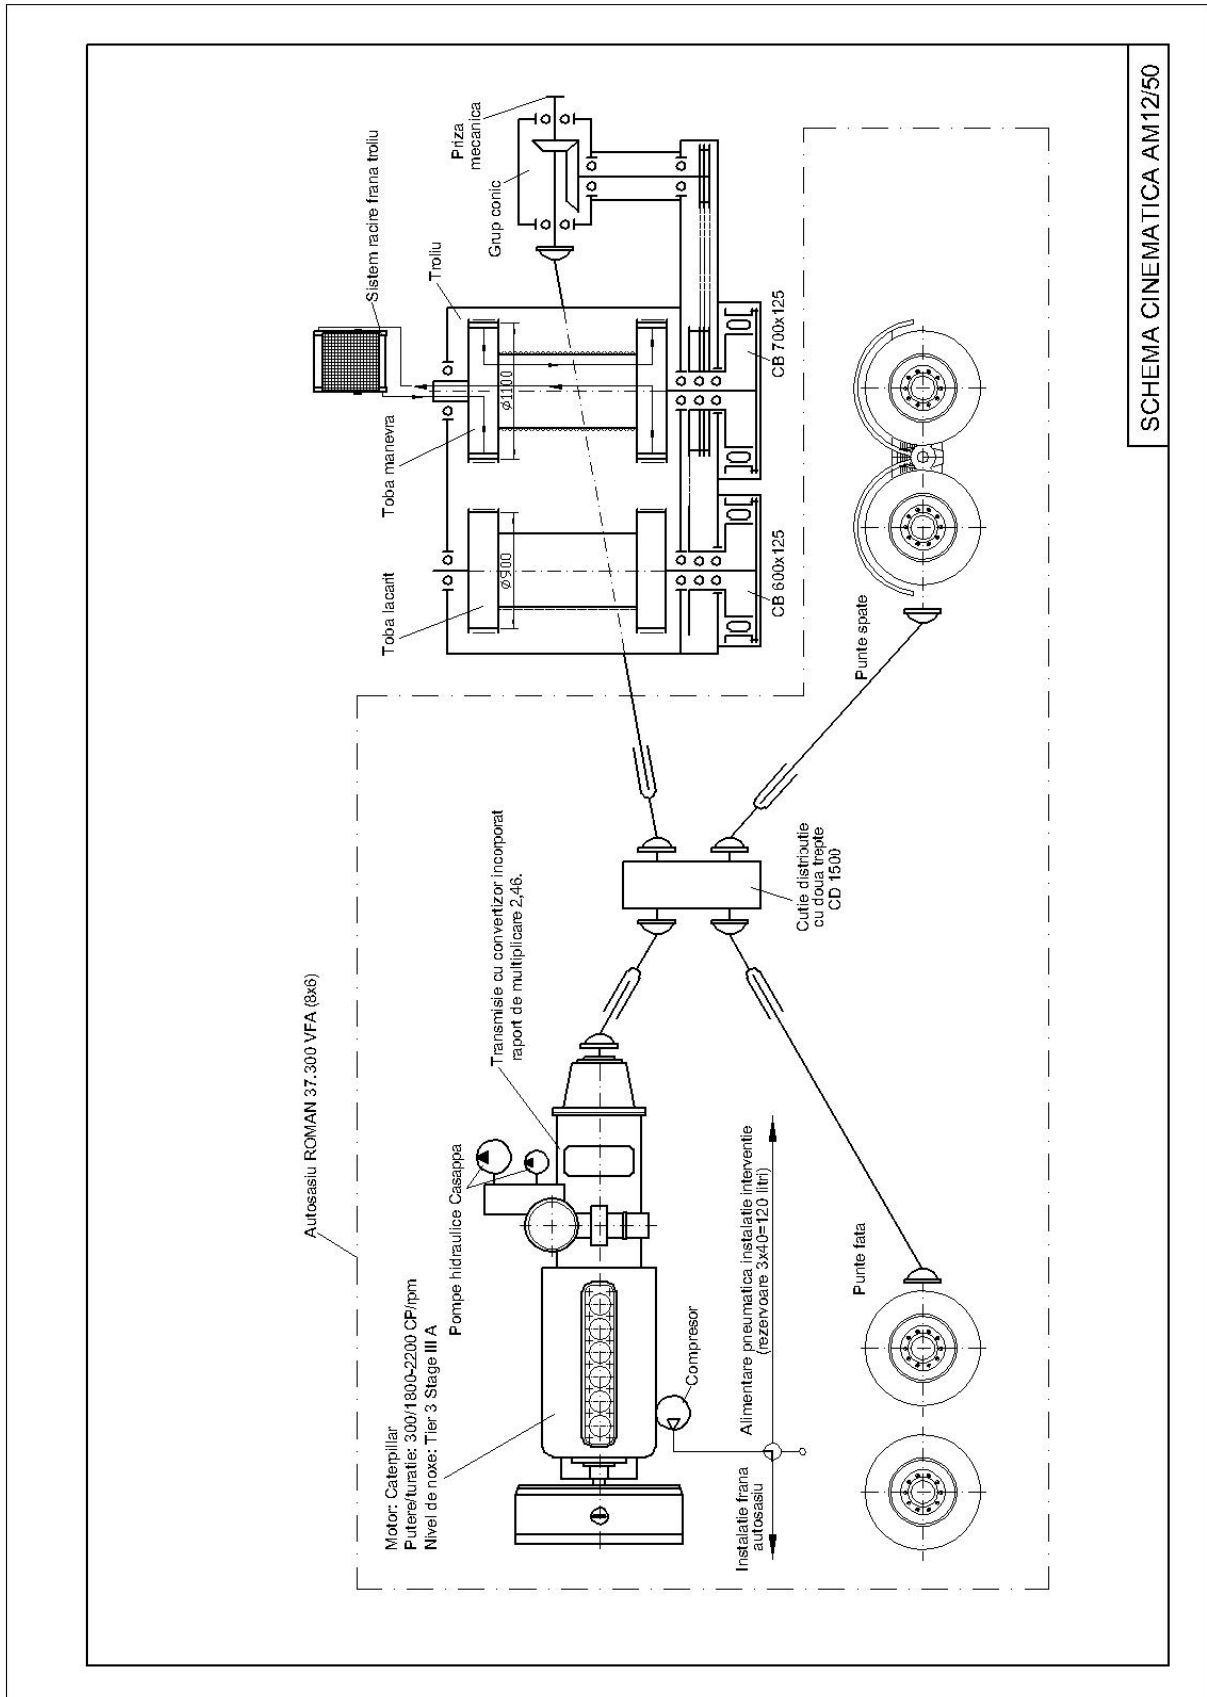 SCHEMA CINEMATICA AM12/50
Autosasiu ROMAN 37.300 VFA (8x6)
Motor: Caterpillar
Putere/turatie: 300/1800-2200 CP/rpm
Nivel de noxe: Tier 3 Stage III A
Pompe hidraulice Casappa
Transmisie cu convertizor incorporat
raport de multiplicare 2,46.
Compresor
Instalatie frana
autosasiu
Alimentare pneumatica instalatie interventie
(rezervoare 3x40=120 litri)
Punte fata
Cutie distributie
cu doua trepte
CD 1500
Punte spate
Toba lacarit
Toba manevra
Sistem racire frana troliu
Troliu
Grup conic
Priza
mecanica
Ø900
Ø1100
CB 600x125
CB 700x125